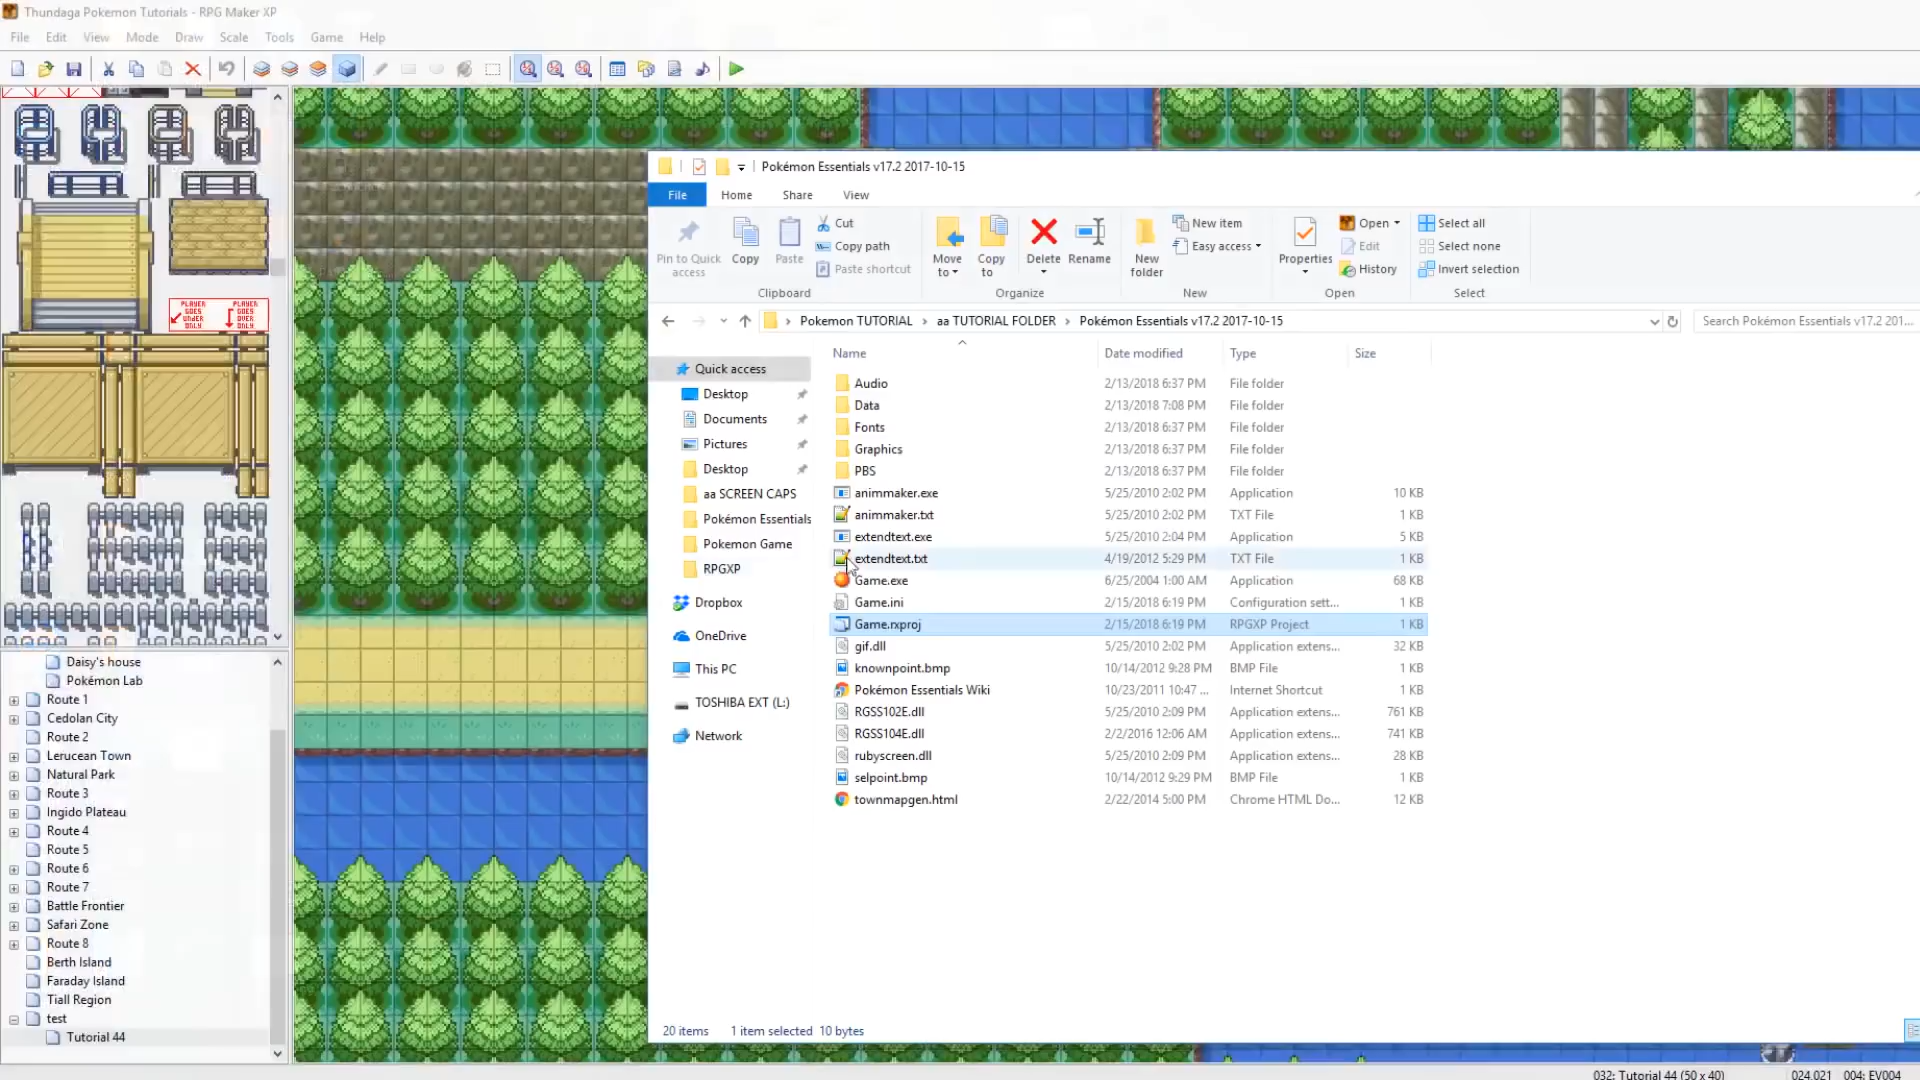 Thundaga Pokemon Tutorials - RPG Maker XP
File Edit View Mode Draw Scale Tools Game Help
PLAYER GOES UNDER ONLY
PLAYER GOES OVER ONLY
Daisy's house
Pokémon Lab
Route 1
Cedolan City
Route 2
Lerucean Town
Natural Park
Route 3
Ingido Plateau
Route 4
Route 5
Route 6
Route 7
Battle Frontier
Safari Zone
Route 8
Berth Island
Faraday Island
Tiall Region
test
Tutorial 44
Pokémon Essentials v17.2 2017-10-15
File Home Share View
Pin to Quick access
Copy
Paste
Cut
Copy path
Paste shortcut
Clipboard
Move to
Copy to
Delete
Rename
Organize
New folder
New item
Easy access
New
Properties
Open
Edit
History
Open
Select all
Select none
Invert selection
Select
Pokemon TUTORIAL › aa TUTORIAL FOLDER › Pokémon Essentials v17.2 2017-10-15
Search Pokémon Essentials v17.2 201...
Quick access
Desktop
Documents
Pictures
Desktop
aa SCREEN CAPS
Pokémon Essentials
Pokemon Game
RPGXP
Dropbox
OneDrive
This PC
TOSHIBA EXT (L:)
Network
Name Date modified Type Size
Audio 2/13/2018 6:37 PM File folder
Data 2/13/2018 7:08 PM File folder
Fonts 2/13/2018 6:37 PM File folder
Graphics 2/13/2018 6:37 PM File folder
PBS 2/13/2018 6:37 PM File folder
animmaker.exe 5/25/2010 2:02 PM Application 10 KB
animmaker.txt 5/25/2010 2:02 PM TXT File 1 KB
extendtext.exe 5/25/2010 2:04 PM Application 5 KB
extendtext.txt 4/19/2012 5:29 PM TXT File 1 KB
Game.exe 6/25/2004 1:00 AM Application 68 KB
Game.ini 2/15/2018 6:19 PM Configuration sett... 1 KB
Game.rxproj 2/15/2018 6:19 PM RPGXP Project 1 KB
gif.dll 5/25/2010 2:02 PM Application extens... 32 KB
knownpoint.bmp 10/14/2012 9:28 PM BMP File 1 KB
Pokémon Essentials Wiki 10/23/2011 10:47 ... Internet Shortcut 1 KB
RGSS102E.dll 5/25/2010 2:09 PM Application extens... 761 KB
RGSS104E.dll 2/2/2016 12:06 AM Application extens... 741 KB
rubyscreen.dll 5/25/2010 2:09 PM Application extens... 28 KB
selpoint.bmp 10/14/2012 9:29 PM BMP File 1 KB
townmapgen.html 2/22/2014 5:00 PM Chrome HTML Do... 12 KB
20 items 1 item selected 10 bytes
032: Tutorial 44 (50 x 40) 024,021 004: EV004